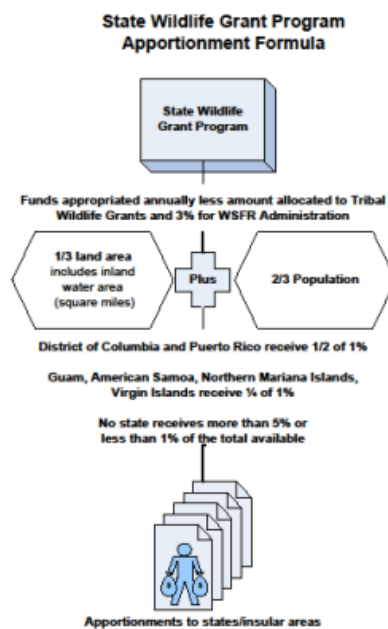 State Wildlife Grant Program
Apportionment Formula
State Wildlife
Grant Program
Funds appropriated annually less amount allocated to Tribal
Wildlife Grants and 3% for WSFR Administration
1/3 land area
includes inland
water area
(square miles)
Plus
2/3 Population
District of Columbia and Puerto Rico receive 1/2 of 1%
Guam, American Samoa, Northern Mariana Islands,
Virgin Islands receive ¼ of 1%
No state receives more than 5% or
less than 1% of the total available
Apportionments to states/insular areas